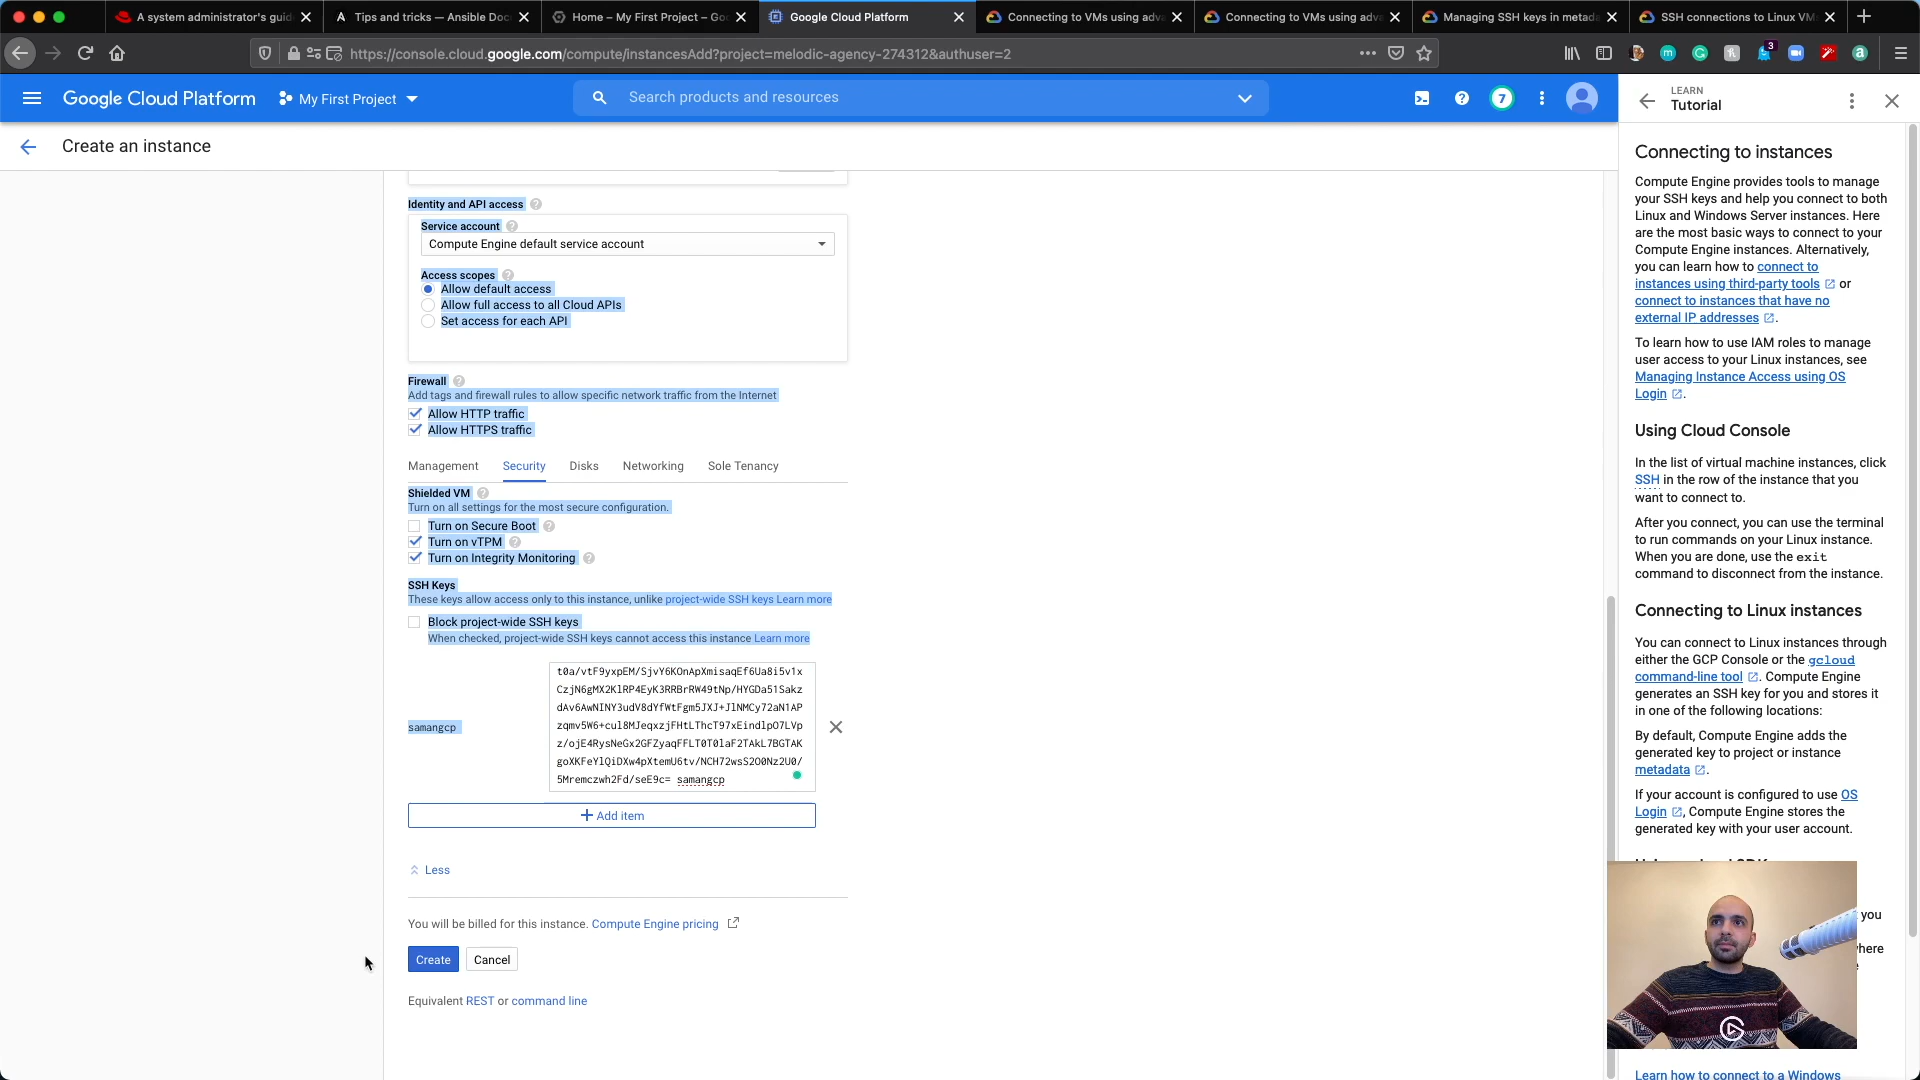 A system administrator's guid
Tips and tricks — Ansible Doc
Home – My First Project – Goo
Google Cloud Platform
Connecting to VMs using adva
Connecting to VMs using adva
Managing SSH keys in metada
SSH connections to Linux VM
https://console.cloud.google.com/compute/instancesAdd?project=melodic-agency-274312&authuser=2
3
Google Cloud Platform
My First Project
Search products and resources
7
LEARN
Tutorial
Create an instance
Identity and API access
Service account
Compute Engine default service account
Access scopes
Allow default access
Allow full access to all Cloud APIs
Set access for each API
Firewall
Add tags and firewall rules to allow specific network traffic from the Internet
Allow HTTP traffic
Allow HTTPS traffic
Management Security Disks Networking Sole Tenancy
Shielded VM
Turn on all settings for the most secure configuration.
Turn on Secure Boot
Turn on vTPM
Turn on Integrity Monitoring
SSH Keys
These keys allow access only to this instance, unlike project-wide SSH keys Learn more
Block project-wide SSH keys
When checked, project-wide SSH keys cannot access this instance Learn more
samangcp
t0a/vtF9yxpEM/SjvY6KOnApXmisaqEf6Ua8i5v1x
CzjN6gMX2KlRP4EyK3RRBrRW49tNp/HYGDa51Sakz
dAv6AwNINY3udV8dYfWtFgm5JXJ+JlNMCy72aN1AP
zqmv5W6+cul8MJeqxzjFHtLThcT97xEindlpO7LVp
z/ojE4RysNeGx2GFZyaqFFLT0T0laF2TAkL7BGTAK
goXKFeYlQiDXw4pXtemU6tv/NCH72wsS2O0Nz2U0/
5Mremczwh2Fd/seE9c= samangcp
Add item
Less
You will be billed for this instance. Compute Engine pricing
Create
Cancel
Equivalent REST or command line
Connecting to instances
Compute Engine provides tools to manage
your SSH keys and help you connect to both
Linux and Windows Server instances. Here
are the most basic ways to connect to your
Compute Engine instances. Alternatively,
you can learn how to connect to
instances using third-party tools or
connect to instances that have no
external IP addresses .
To learn how to use IAM roles to manage
user access to your Linux instances, see
Managing Instance Access using OS
Login .
Using Cloud Console
In the list of virtual machine instances, click
SSH in the row of the instance that you
want to connect to.
After you connect, you can use the terminal
to run commands on your Linux instance.
When you are done, use the exit
command to disconnect from the instance.
Connecting to Linux instances
You can connect to Linux instances through
either the GCP Console or the gcloud
command-line tool . Compute Engine
generates an SSH key for you and stores it
in one of the following locations:
By default, Compute Engine adds the
generated key to project or instance
metadata .
If your account is configured to use OS
Login , Compute Engine stores the
generated key with your user account.
you
Learn how to connect to a Windows